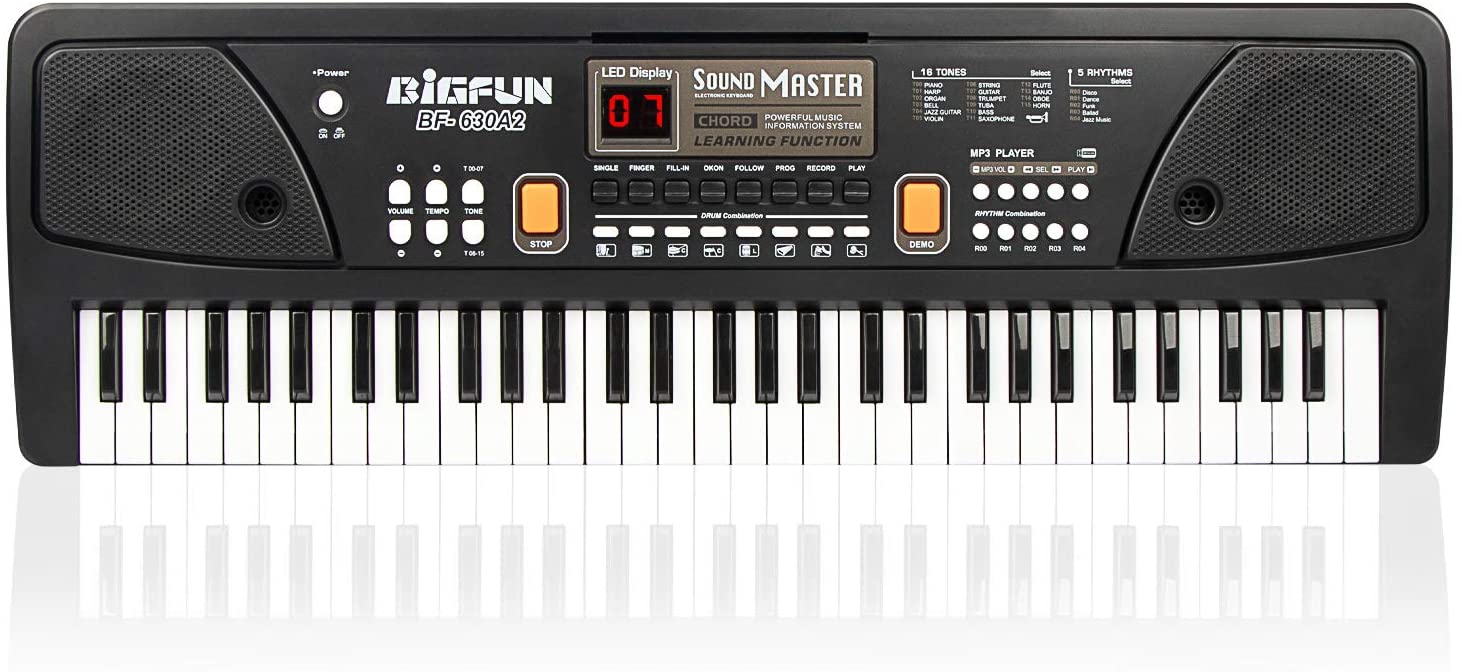 •Power
ON OFF
BiGFUN
BF- 630A2
LED Display
07
SOUND MASTER
ELECTRONIC KEYBOARD
CHORD
POWERFUL MUSIC
INFORMATION SYSTEM
LEARNING FUNCTION
16 TONES Select
T00 PIANO T06 STRING T12 FLUTE
T01 HARP T07 GUITAR T13 BANJO
T02 ORGAN T08 TRUMPET T14 OBOE
T03 BELL T09 TUBA T15 HORN
T04 JAZZ GUITAR T10 BASS
T05 VIOLIN T11 SAXOPHONE
5 RHYTHMS
Select
R00 Disco
R01 Dance
R02 Funk
R03 Ballad
R04 Jazz Music
T 00-07
VOLUME TEMPO TONE
T 08-15
STOP
SINGLE FINGER FILL-IN OKON FOLLOW PROG RECORD PLAY
DRUM Combination
M C C L
DEMO
MP3 PLAYER
MP3 VOL SEL PLAY
RHYTHM Combination
R00 R01 R02 R03 R04